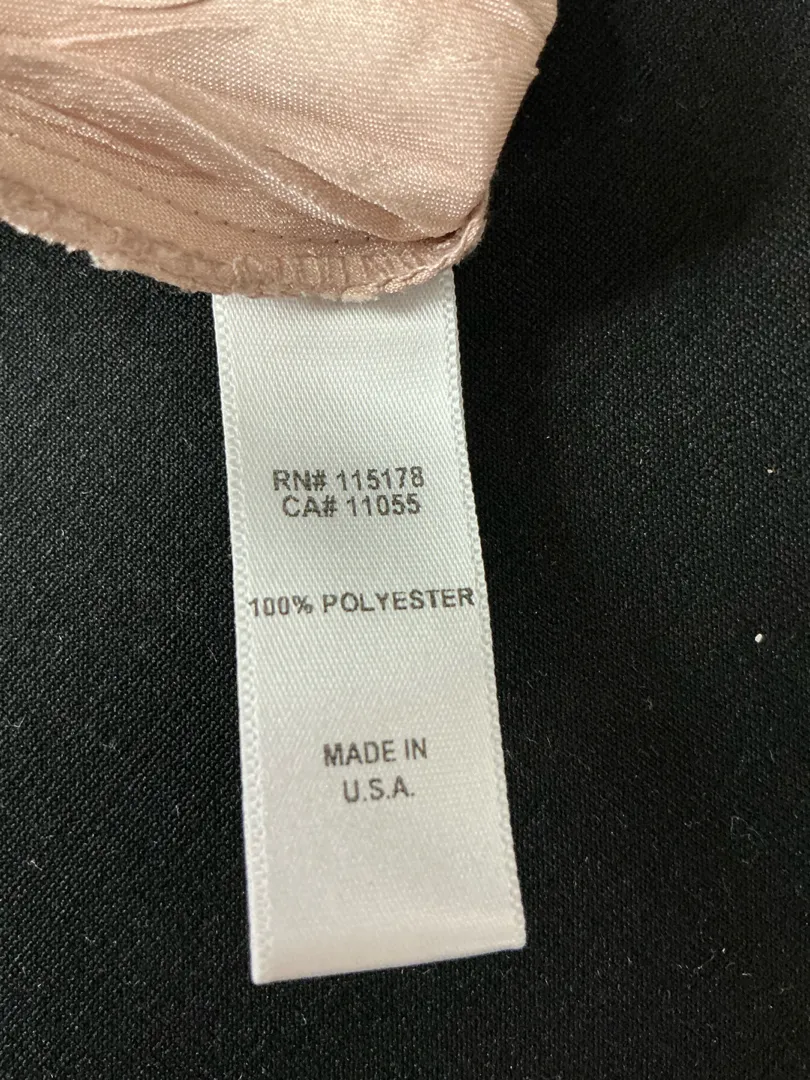 RN# 115178
CA# 11055
100% POLYESTER
MADE IN
U.S.A.